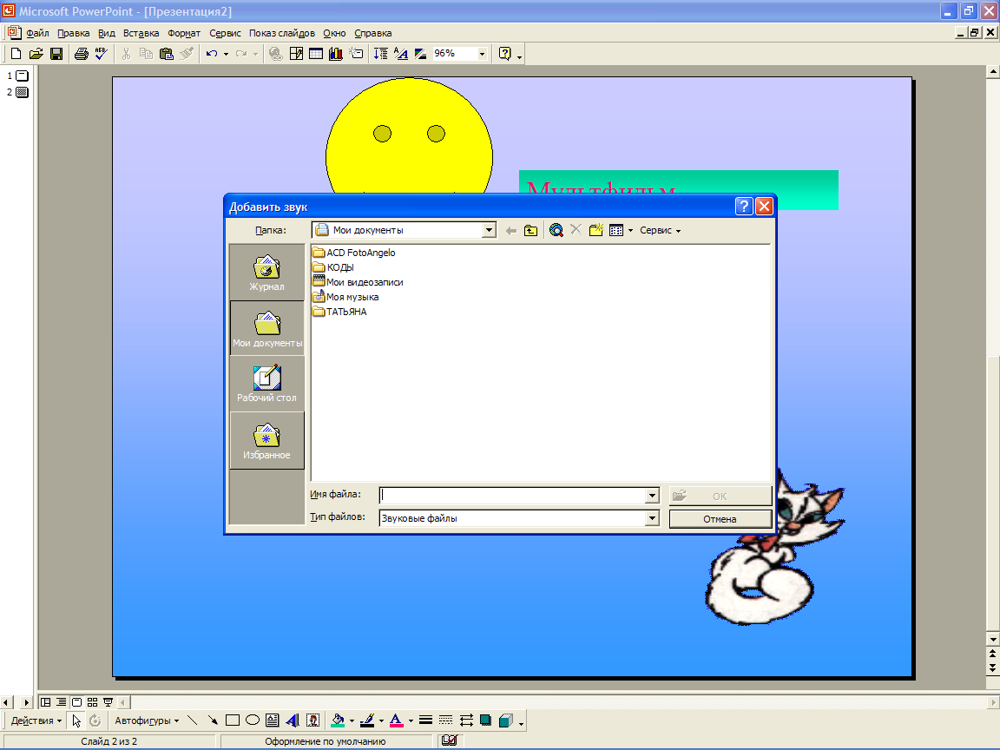 Microsoft PowerPoint - [Презентация2]
Файл Правка Вид Вставка Формат Сервис Показ слайдов Окно Справка
96%
1
2
Мультфильм
Добавить звук
Папка: Мои документы Сервис
Журнал
Мои документы
Рабочий стол
Избранное
ACD FotoAngelo
КОДЫ
Мои видеозаписи
Моя музыка
ТАТЬЯНА
Имя файла: ОК
Тип файлов: Звуковые файлы Отмена
Действия Автофигуры
Слайд 2 из 2 Оформление по умолчанию